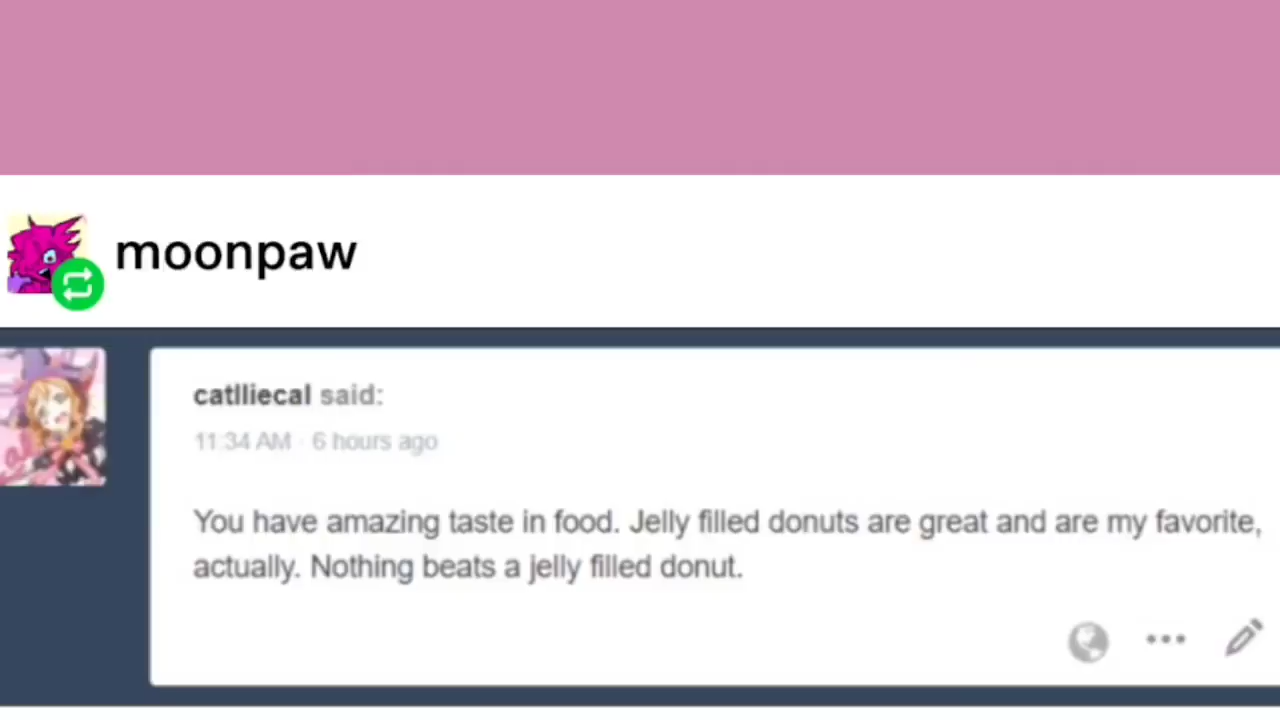 moonpaw
catlliecal said:
11:34 AM · 6 hours ago
You have amazing taste in food. Jelly filled donuts are great and are my favorite,
actually. Nothing beats a jelly filled donut.